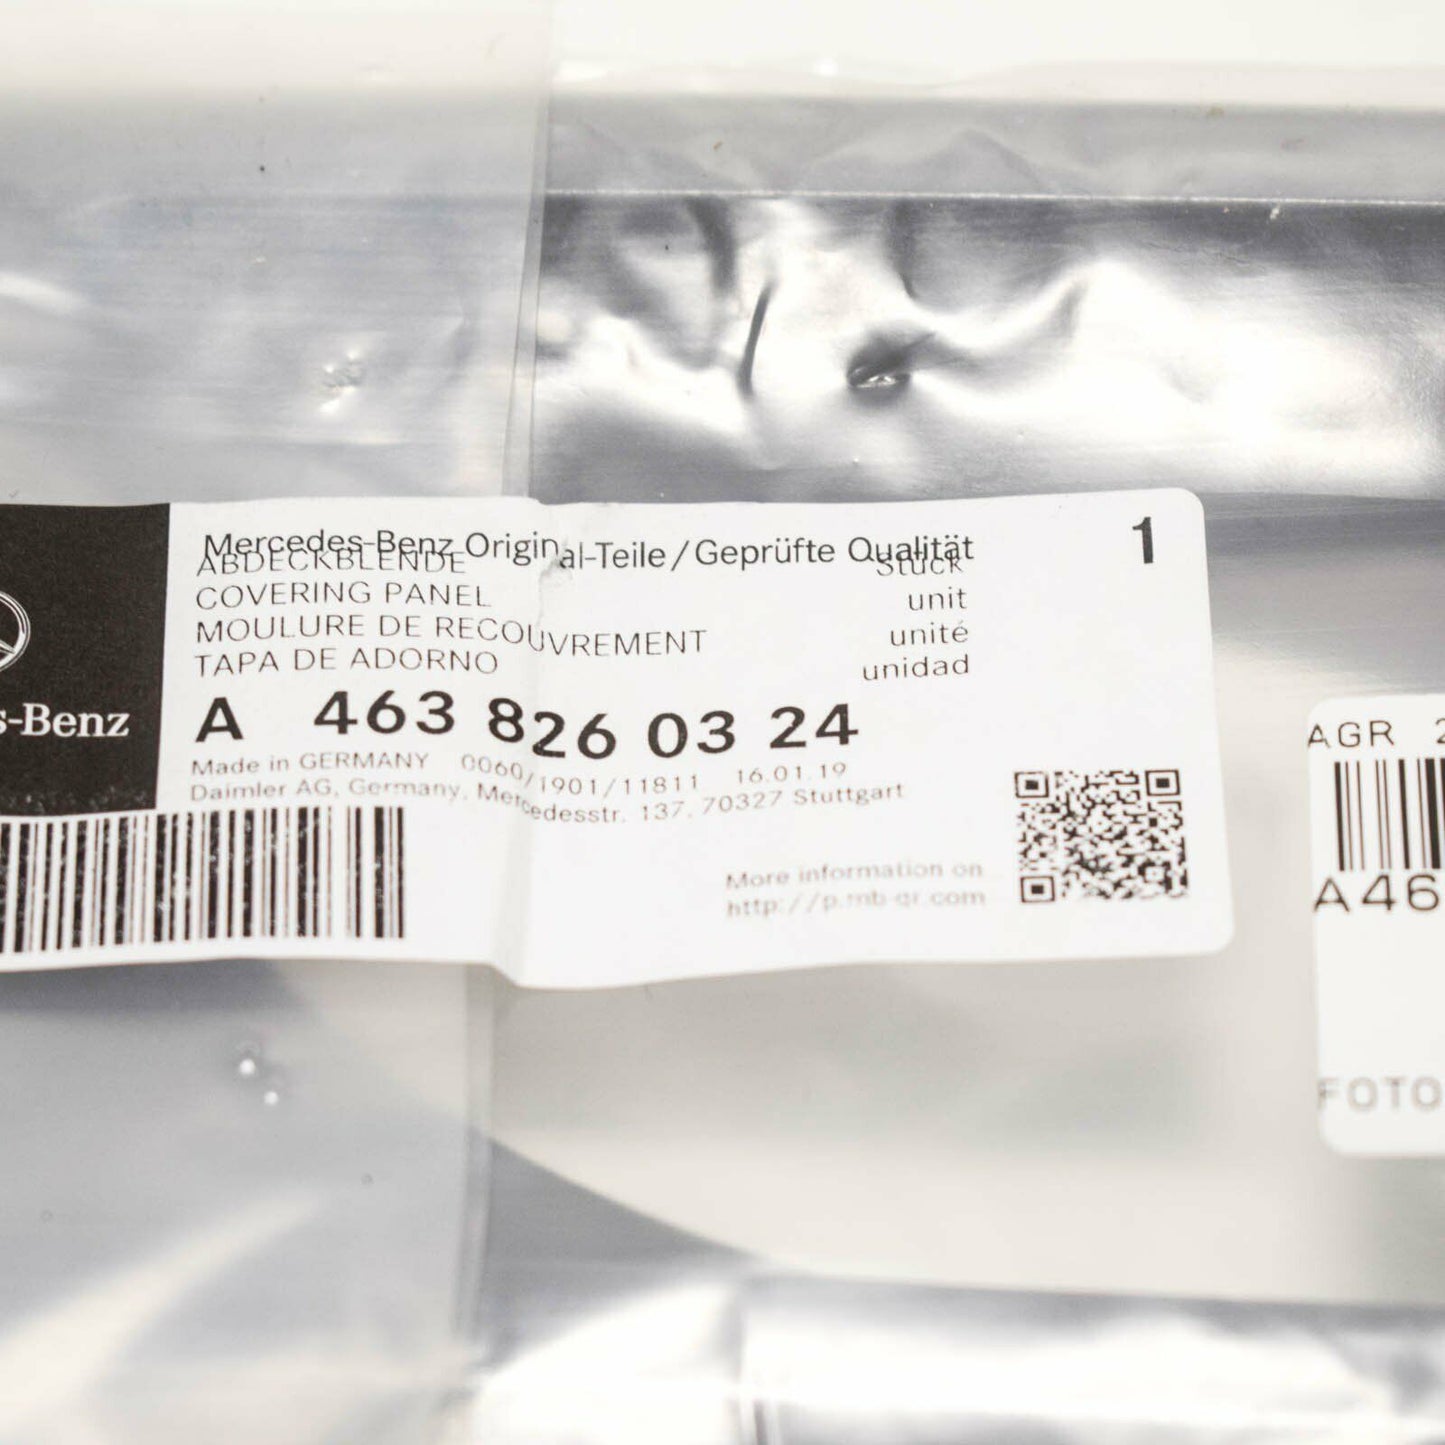 Mercedes-Benz Original-Teile / Geprüfte Qualität
1
ABDECKBLENDE Stück
COVERING PANEL unit
MOULURE DE RECOUVREMENT unité
TAPA DE ADORNO unidad
s-Benz
A 463 826 03 24
Made in GERMANY 0060/1901/11811 16.01.19
Daimler AG, Germany, Mercedesstr. 137, 70327 Stuttgart
More information on
http://p.mb-qr.com
AGR 2
A46
FOTO